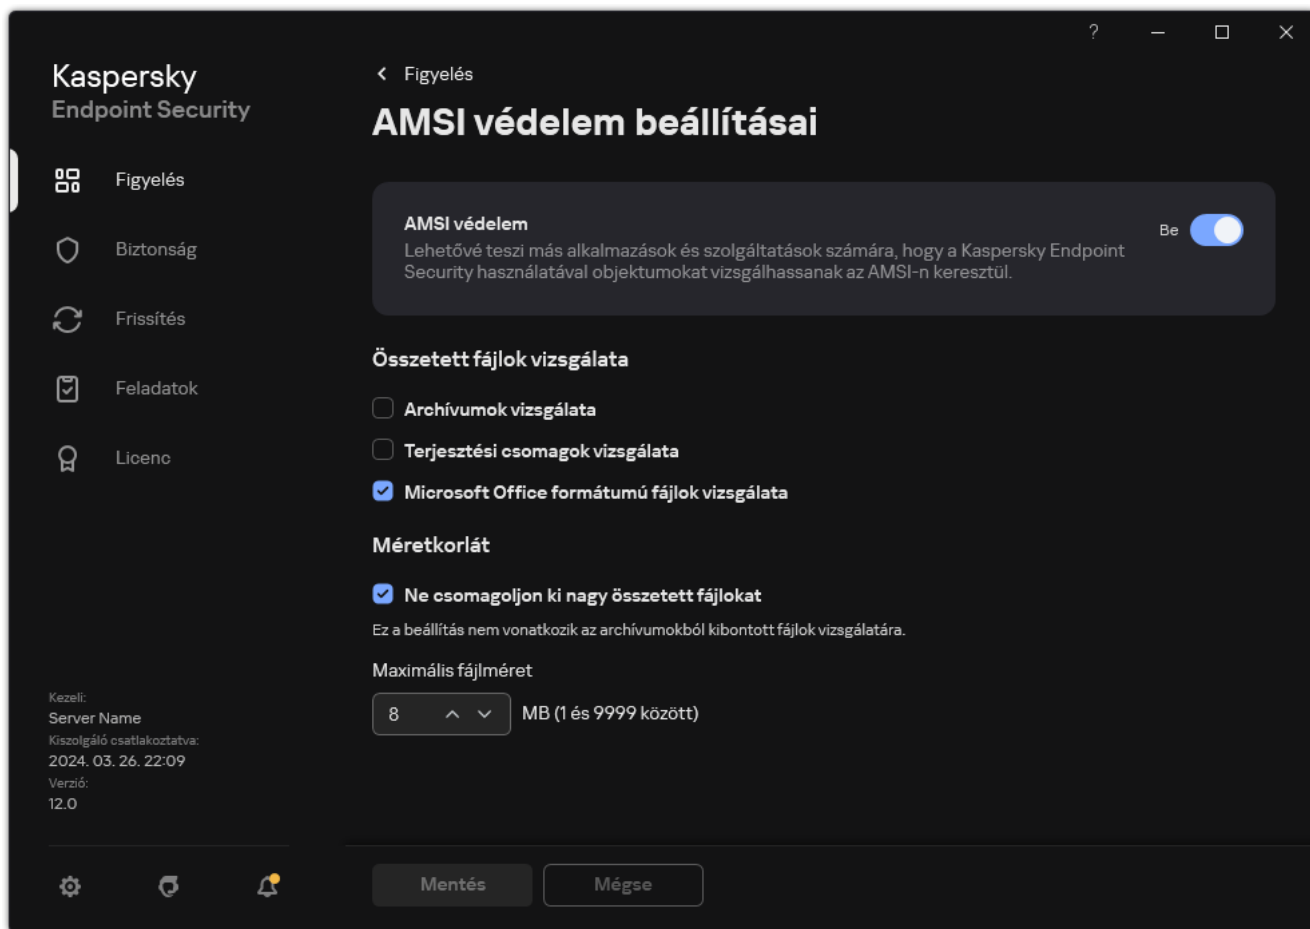 ?
Kaspersky
Endpoint Security
Figyelés
Biztonság
Frissítés
Feladatok
Licenc
Kezeli:
Server Name
Kiszolgáló csatlakoztatva:
2024. 03. 26. 22:09
Verzió:
12.0
Figyelés
AMSI védelem beállításai
AMSI védelem
Lehetővé teszi más alkalmazások és szolgáltatások számára, hogy a Kaspersky Endpoint
Security használatával objektumokat vizsgálhassanak az AMSI-n keresztül.
Be
Összetett fájlok vizsgálata
Archívumok vizsgálata
Terjesztési csomagok vizsgálata
Microsoft Office formátumú fájlok vizsgálata
Méretkorlát
Ne csomagoljon ki nagy összetett fájlokat
Ez a beállítás nem vonatkozik az archívumokból kibontott fájlok vizsgálatára.
Maximális fájlméret
8 MB (1 és 9999 között)
Mentés
Mégse